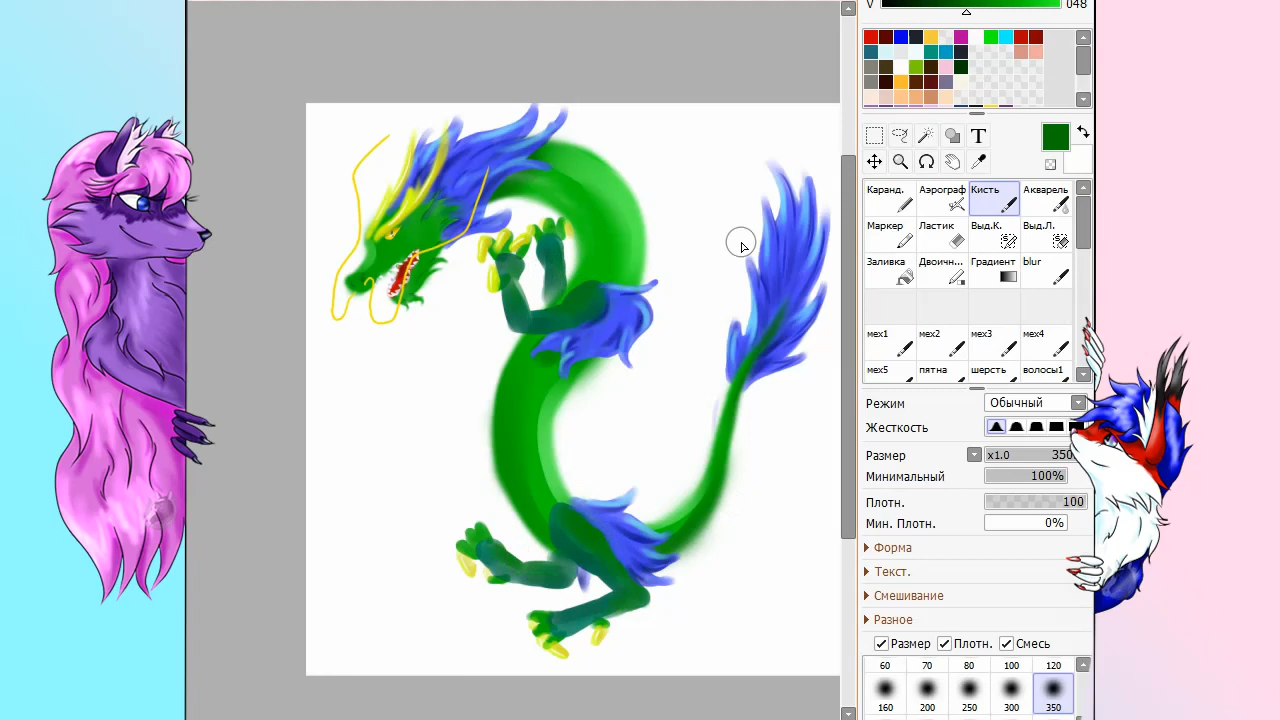 V 048
T
Каранд. Аэрограф Кисть Акварель
Маркер Ластик Выд.К. Выд.Л.
Заливка Двоичн... Градиент blur
мех1 мех2 мех3 мех4
мех5 пятна шерсть волосы1
Режим Обычный
Жесткость
Размер x1.0 350
Минимальный 100%
Плотн. 100
Мин. Плотн. 0%
Форма
Текст.
Смешивание
Разное
Размер Плотн. Смесь
60 70 80 100 120
160 200 250 300 350